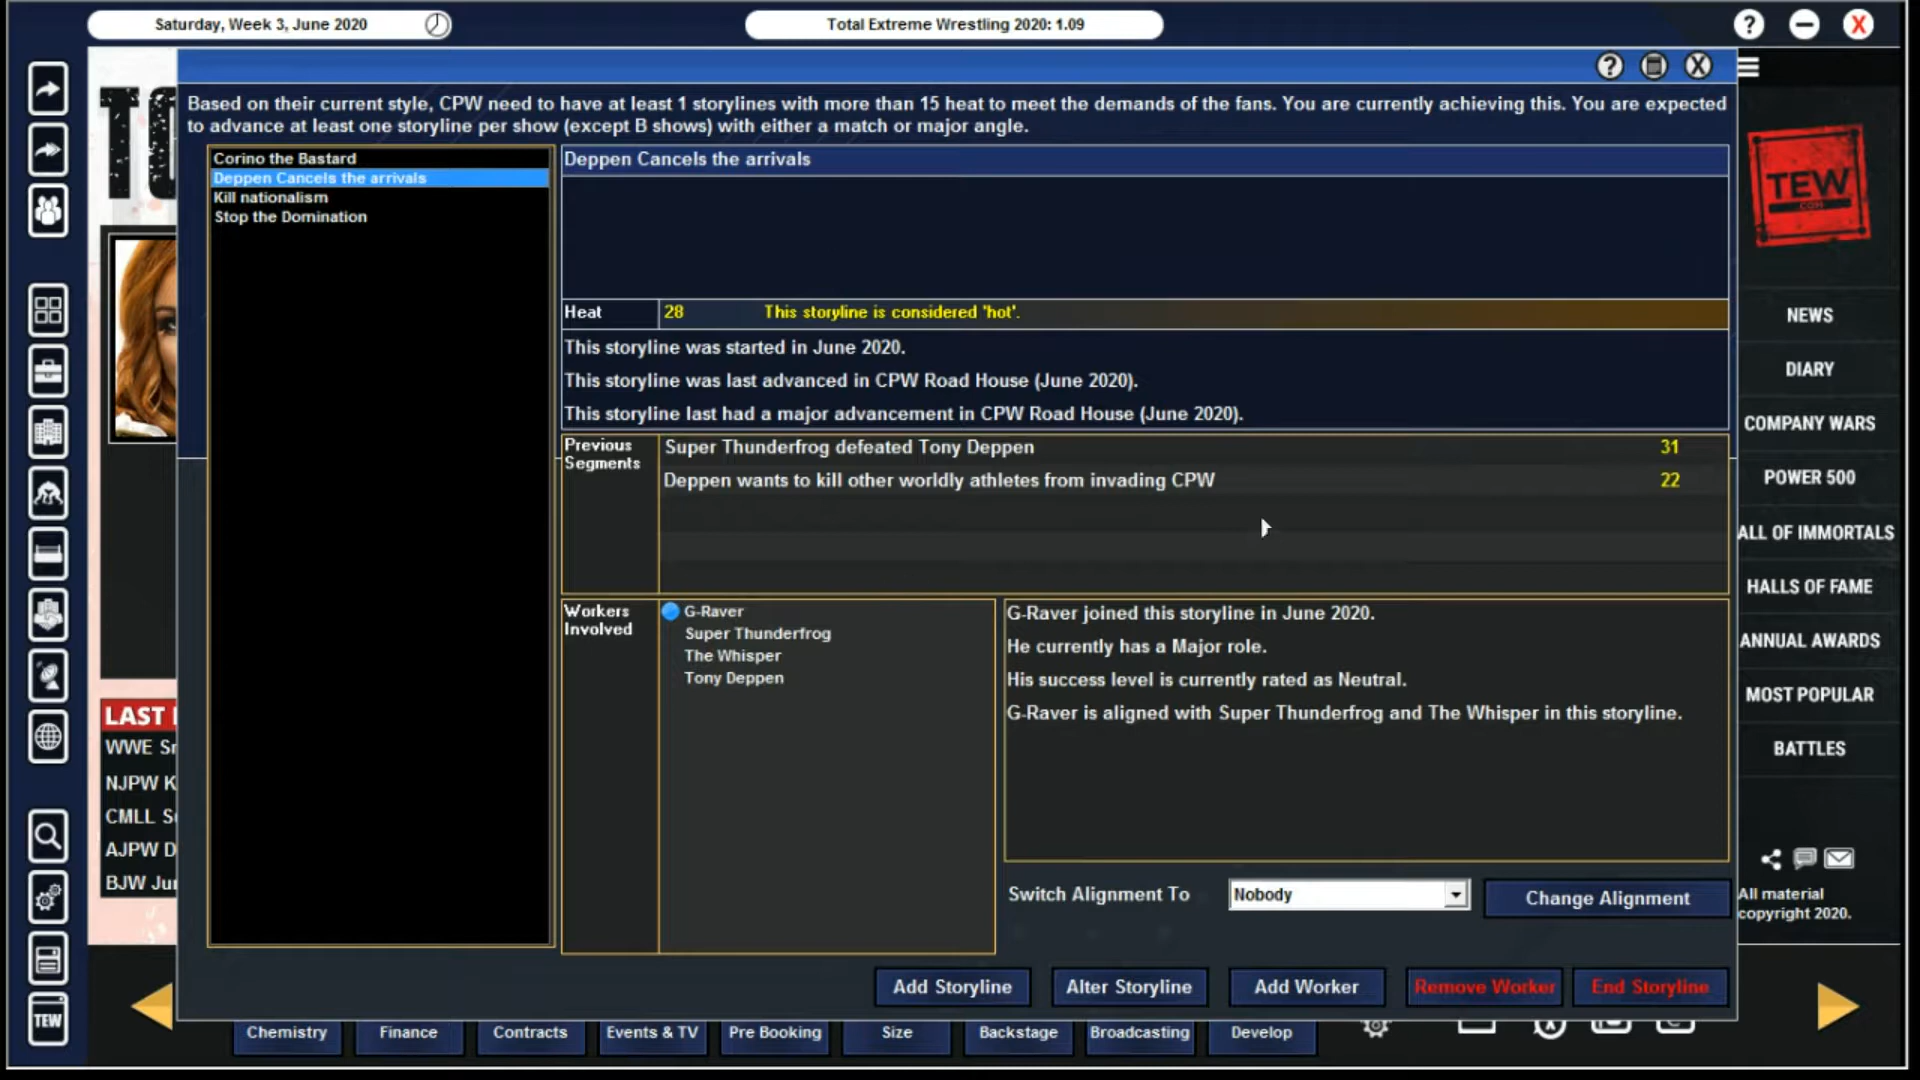 Saturday, Week 3, June 2020
Total Extreme Wrestling 2020: 1.09
Based on their current style, CPW need to have at least 1 storylines with more than 15 heat to meet the demands of the fans. You are currently achieving this. You are expected
to advance at least one storyline per show (except B shows) with either a match or major angle.
Corino the Bastard
Deppen Cancels the arrivals
Kill nationalism
Stop the Domination
Deppen Cancels the arrivals
Heat
28
This storyline is considered 'hot'.
This storyline was started in June 2020.
This storyline was last advanced in CPW Road House (June 2020).
This storyline last had a major advancement in CPW Road House (June 2020).
Previous
Segments
Super Thunderfrog defeated Tony Deppen 31
Deppen wants to kill other worldly athletes from invading CPW 22
Workers
Involved
G-Raver
Super Thunderfrog
The Whisper
Tony Deppen
G-Raver joined this storyline in June 2020.
He currently has a Major role.
His success level is currently rated as Neutral.
G-Raver is aligned with Super Thunderfrog and The Whisper in this storyline.
Switch Alignment To
Nobody
Change Alignment
Add Storyline
Alter Storyline
Add Worker
Remove Worker
End Storyline
TEW
.COM
NEWS
DIARY
COMPANY WARS
POWER 500
ALL OF IMMORTALS
HALLS OF FAME
ANNUAL AWARDS
MOST POPULAR
BATTLES
All material
copyright 2020.
LAST
WWE
NJPW K
CMLL S
AJPW D
BJW Ju
TEW
Chemistry
Finance
Contracts
Events & TV
Pre Booking
Size
Backstage
Broadcasting
Develop